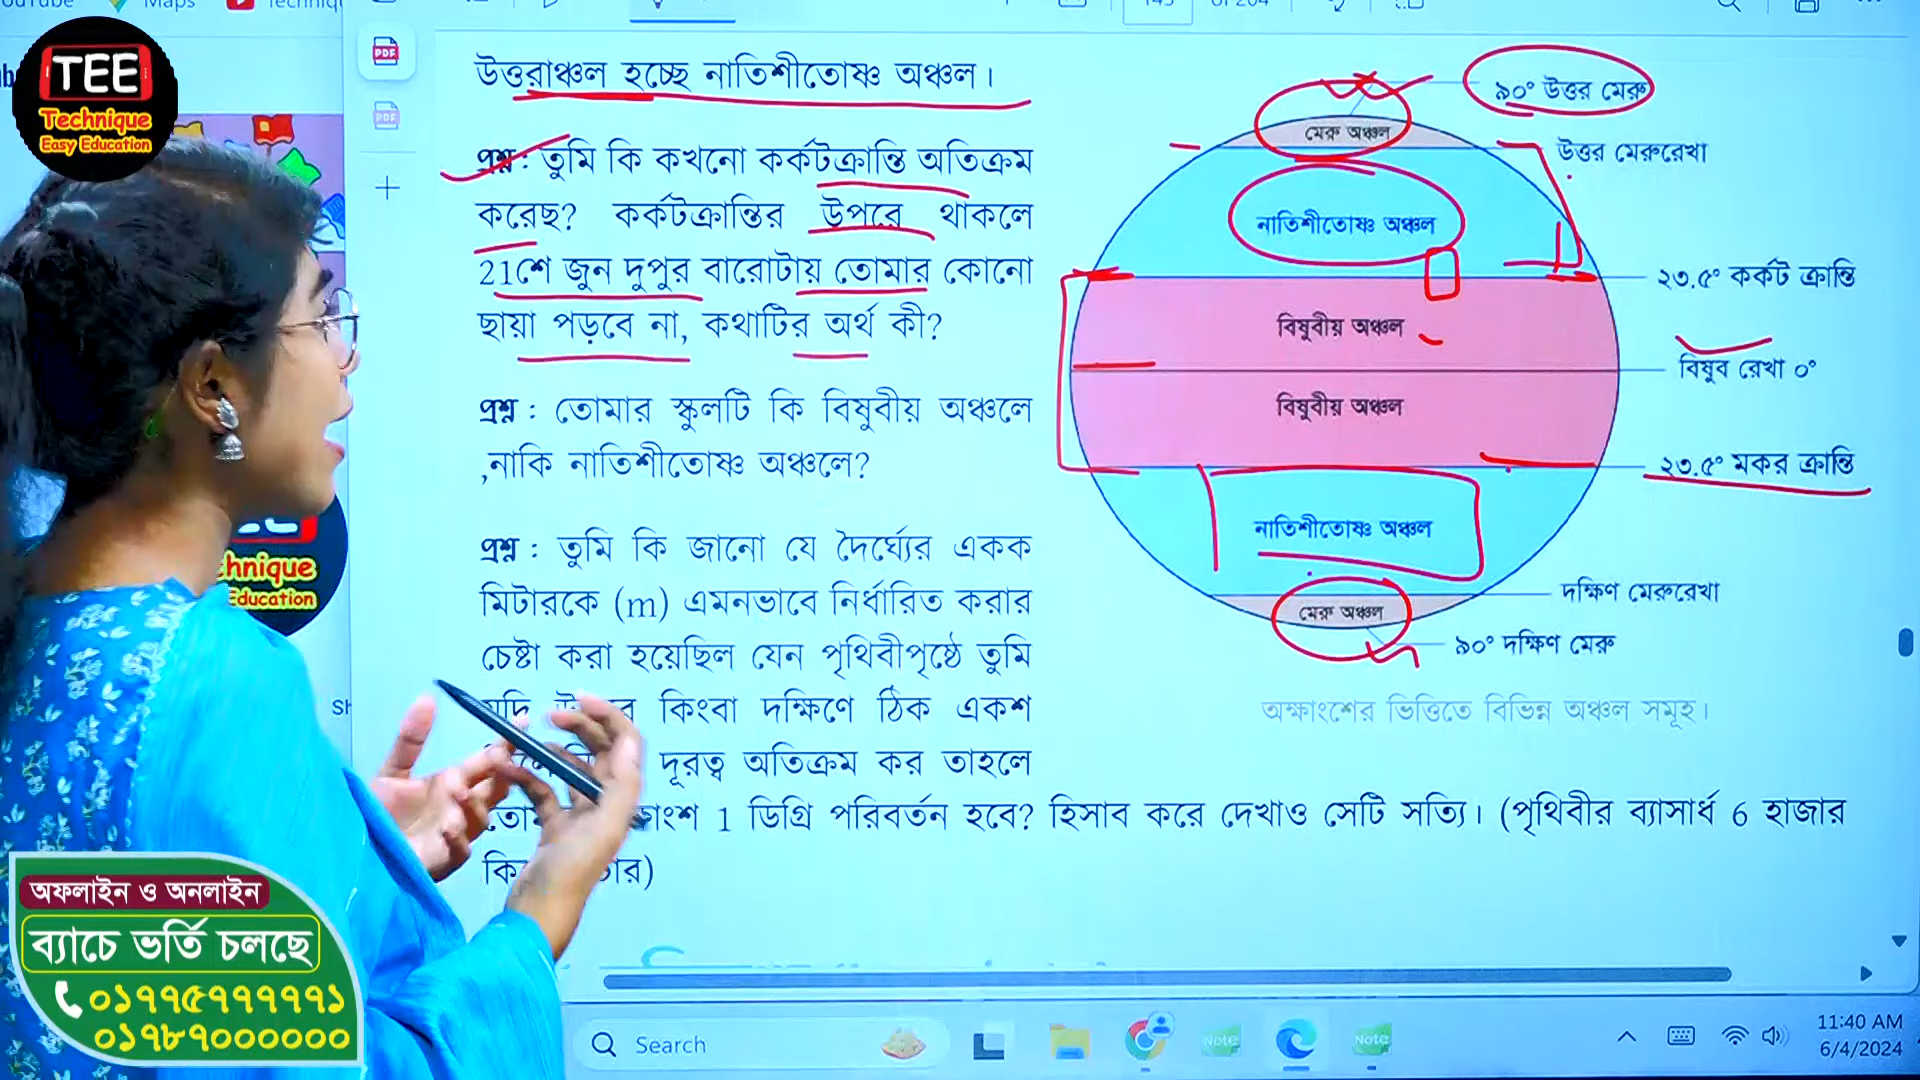 TEE
Technique
Easy Education
Maps
উত্তরাঞ্চল হচ্ছে নাতিশীতোষ্ণ অঞ্চল।
প্রশ্ন : তুমি কি কখনো কর্কটক্রান্তি অতিক্রম
করেছ? কর্কটক্রান্তির উপরে থাকলে
21শে জুন দুপুর বারোটায় তোমার কোনো
ছায়া পড়বে না, কথাটির অর্থ কী?
প্রশ্ন : তোমার স্কুলটি কি বিষুবীয় অঞ্চলে
,নাকি নাতিশীতোষ্ণ অঞ্চলে?
প্রশ্ন : তুমি কি জানো যে দৈর্ঘ্যের একক
মিটারকে (m) এমনভাবে নির্ধারিত করার
চেষ্টা করা হয়েছিল যেন পৃথিবীপৃষ্ঠে তুমি
কিংবা দক্ষিণে ঠিক একশ
দূরত্ব অতিক্রম কর তাহলে
1 ডিগ্রি পরিবর্তন হবে? হিসাব করে দেখাও সেটি সত্যি। (পৃথিবীর ব্যাসার্ধ 6 হাজার
৯০° উত্তর মেরু
মেরু অঞ্চল
উত্তর মেরুরেখা
নাতিশীতোষ্ণ অঞ্চল
২৩.৫° কর্কট ক্রান্তি
বিষুবীয় অঞ্চল
বিষুব রেখা ০°
বিষুবীয় অঞ্চল
২৩.৫° মকর ক্রান্তি
নাতিশীতোষ্ণ অঞ্চল
দক্ষিণ মেরুরেখা
মেরু অঞ্চল
৯০° দক্ষিণ মেরু
অক্ষাংশের ভিত্তিতে বিভিন্ন অঞ্চল সমূহ।
অফলাইন ও অনলাইন
ব্যাচে ভর্তি চলছে
০১৭৭৫৭৭৭৭৭১
০১৭৮৭০০০০০০
Search
11:40 AM
6/4/2024